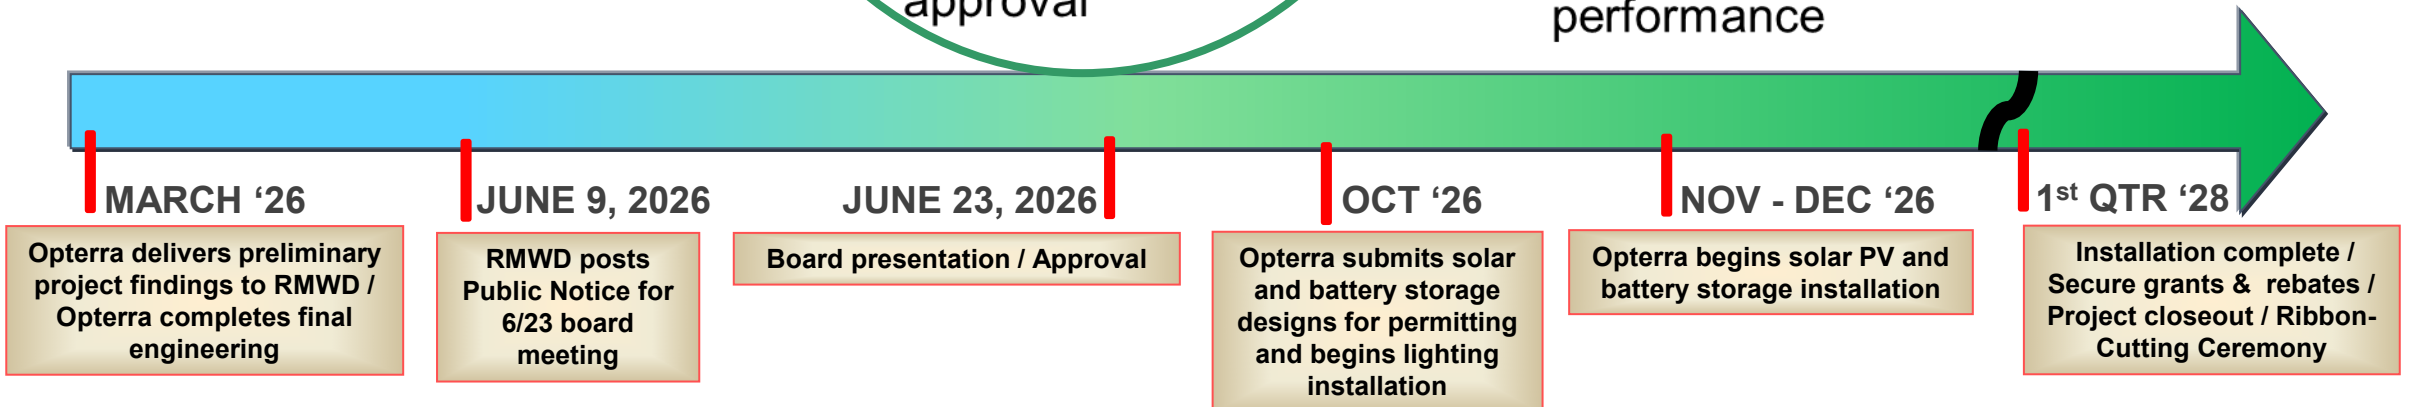 approval
performance
MARCH ‘26
Opterra delivers preliminary
project findings to RMWD /
Opterra completes final
engineering
JUNE 9, 2026
RMWD posts
Public Notice for
6/23 board
meeting
JUNE 23, 2026
Board presentation / Approval
OCT ‘26
Opterra submits solar
and battery storage
designs for permitting
and begins lighting
installation
NOV - DEC ‘26
Opterra begins solar PV and
battery storage installation
1st QTR ‘28
Installation complete /
Secure grants & rebates /
Project closeout / Ribbon-
Cutting Ceremony